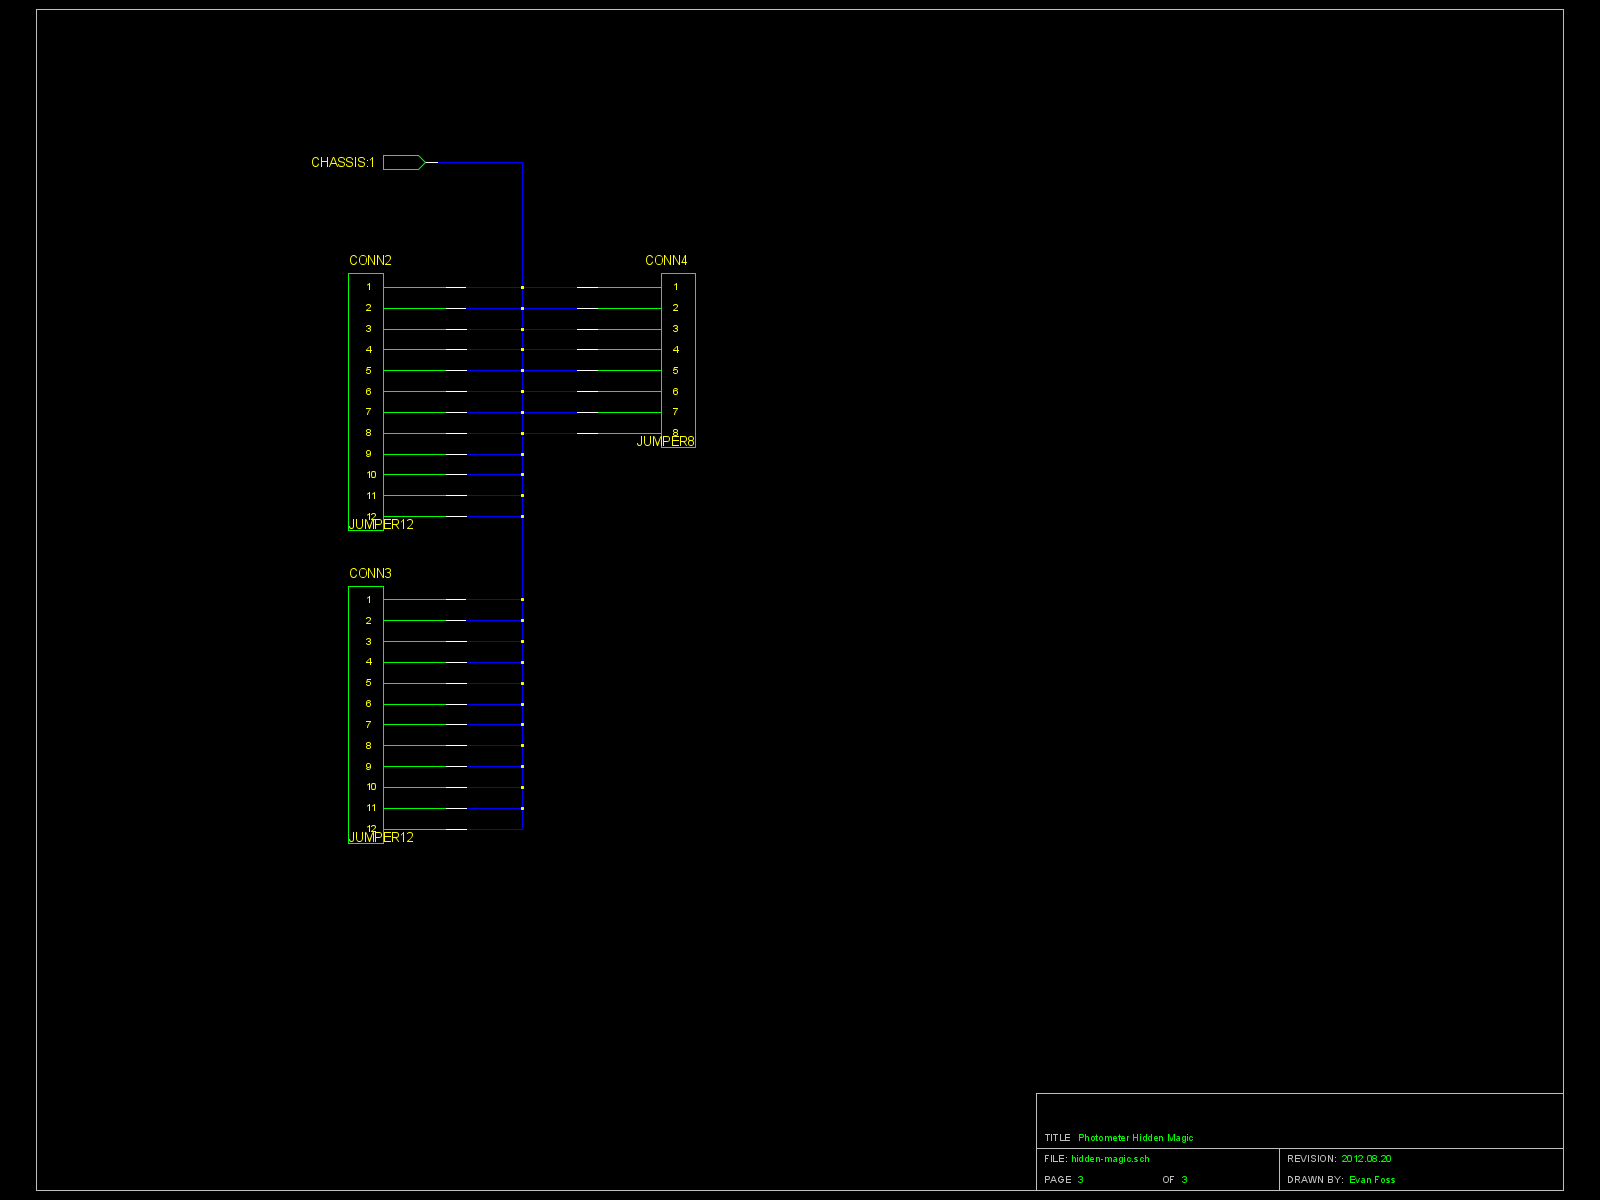 CHASSIS:1
CONN2
CONN4
1 1
2 2
3 3
4 4
5 5
6 6
7 7
8 8
JUMPER8
9
10
11
12
JUMPER12
CONN3
1
2
3
4
5
6
7
8
9
10
11
12
JUMPER12
TITLE Photometer Hidden Magic
FILE: hidden-magic.sch REVISION: 2012.08.20
PAGE 3 OF 3 DRAWN BY: Evan Foss